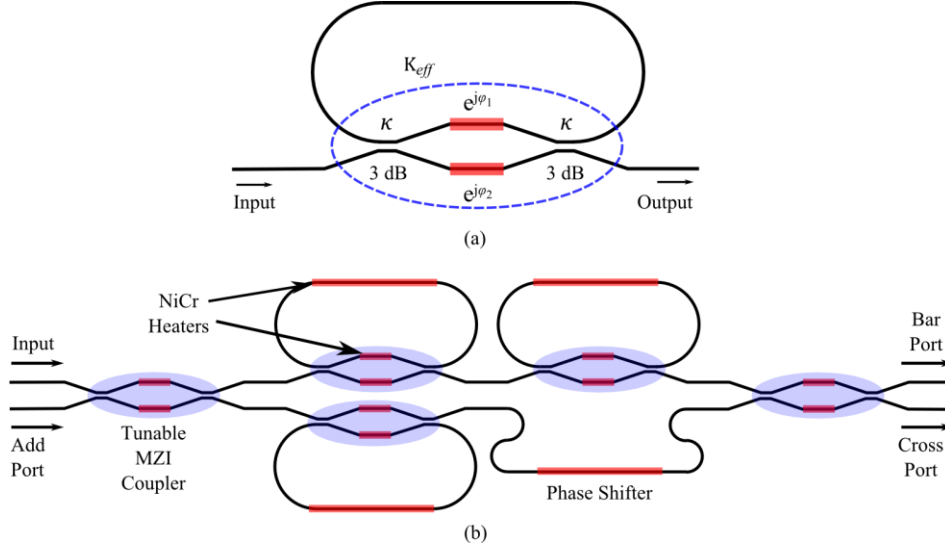 K_eff
e^jφ₁
κ κ
3 dB 3 dB
e^jφ₂
Input Output
(a)
NiCr
Heaters
Input
Bar
Port
Add
Port
Tunable
MZI
Coupler
Cross
Port
Phase Shifter
(b)